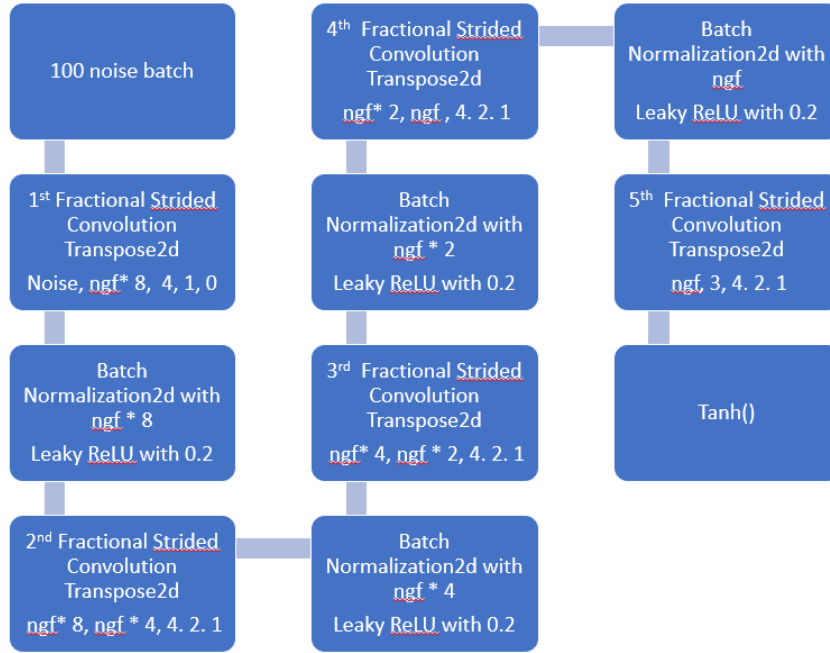 100 noise batch
1st Fractional Strided
Convolution
Transpose2d
Noise, ngf* 8, 4, 1, 0
Batch
Normalization2d with
ngf * 8
Leaky ReLU with 0.2
2nd Fractional Strided
Convolution
Transpose2d
ngf* 8, ngf * 4, 4. 2. 1
Batch
Normalization2d with
ngf * 4
Leaky ReLU with 0.2
3rd Fractional Strided
Convolution
Transpose2d
ngf* 4, ngf * 2, 4. 2. 1
Batch
Normalization2d with
ngf * 2
Leaky ReLU with 0.2
4th Fractional Strided
Convolution
Transpose2d
ngf* 2, ngf , 4. 2. 1
Batch
Normalization2d with
ngf
Leaky ReLU with 0.2
5th Fractional Strided
Convolution
Transpose2d
ngf, 3, 4. 2. 1
Tanh()